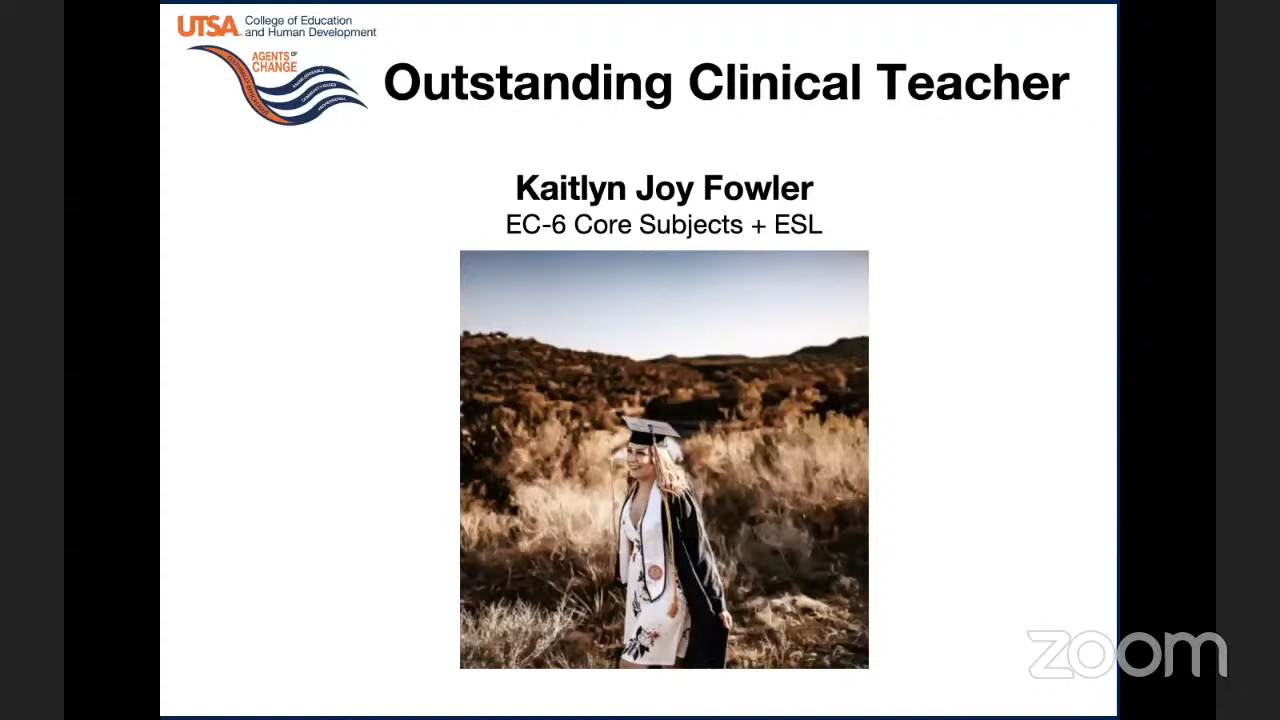 UTSA. College of Education
and Human Development
AGENTS OF
CHANGE
Outstanding Clinical Teacher
Kaitlyn Joy Fowler
EC-6 Core Subjects + ESL
zoom